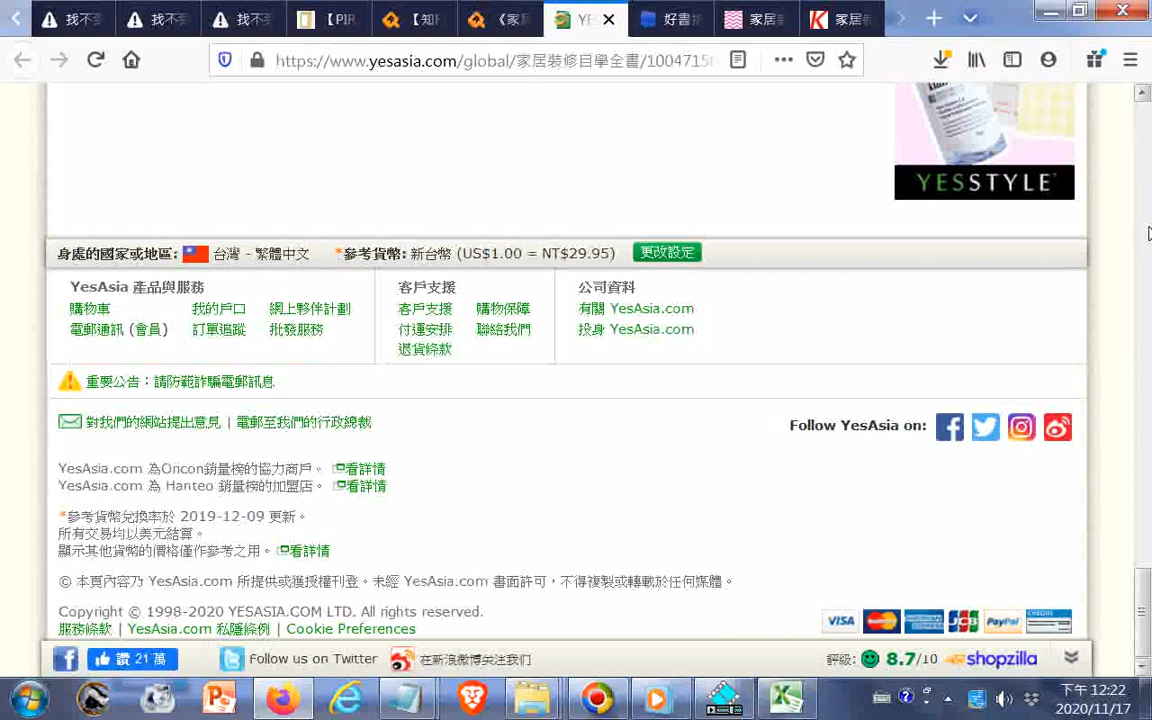 找不
找不
找不
【PIR
【知
《家
YE
好書
家居
家居
https://www.yesasia.com/global/家居裝修自學全書/1004715
YESSTYLE
身處的國家或地區: 台灣 - 繁體中文 *參考貨幣: 新台幣 (US$1.00 = NT$29.95) 更改設定
YesAsia 產品與服務 客戶支援 公司資料
購物車 我的戶口 網上夥伴計劃 客戶支援 購物保障 有關 YesAsia.com
電郵通訊 (會員) 訂單追蹤 批發服務 付運安排 聯絡我們 投身 YesAsia.com
退貨條款
重要公告：請防範詐騙電郵訊息
對我們的網站提出意見 | 電郵至我們的行政總裁 Follow YesAsia on:
YesAsia.com 為Oricon銷量榜的協力商戶。 看詳情
YesAsia.com 為 Hanteo 銷量榜的加盟店。 看詳情
*參考貨幣兌換率於 2019-12-09 更新。
所有交易均以美元結算。
顯示其他貨幣的價格僅作參考之用。 看詳情
© 本頁內容乃 YesAsia.com 所提供或獲授權刊登。未經 YesAsia.com 書面許可，不得複製或轉載於任何媒體。
Copyright © 1998-2020 YESASIA.COM LTD. All rights reserved.
服務條款 | YesAsia.com 私隱條例 | Cookie Preferences
VISA MasterCard JCB PayPal
讚 21 萬 Follow us on Twitter 在新浪微博关注我们 評級: 8.7/10 shopzilla
下午 12:22
2020/11/17